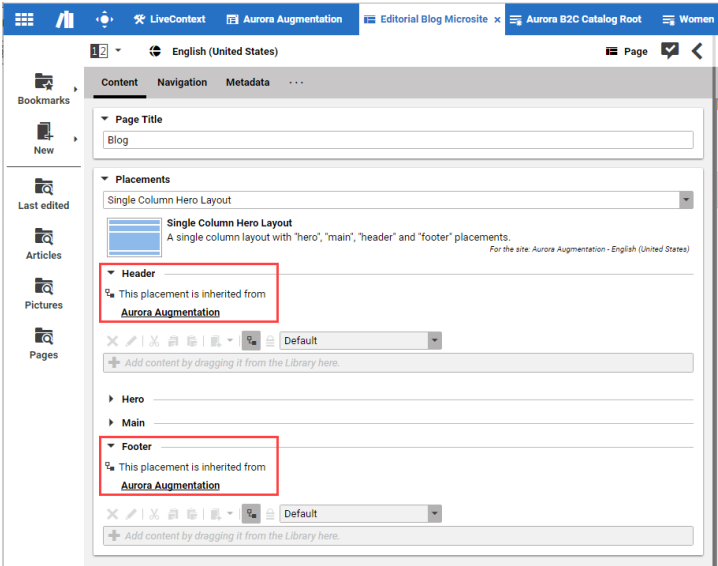 LiveContext
Aurora Augmentation
Editorial Blog Microsite ×
Aurora B2C Catalog Root
Women
1 2
English (United States)
Page
Bookmarks
New
Last edited
Articles
Pictures
Pages
Content
Navigation
Metadata
...
Page Title
Blog
Placements
Single Column Hero Layout
Single Column Hero Layout
A single column layout with "hero", "main", "header" and "footer" placements.
For the site: Aurora Augmentation - English (United States)
Header
This placement is inherited from
Aurora Augmentation
Default
Add content by dragging it from the Library here.
Hero
Main
Footer
This placement is inherited from
Aurora Augmentation
Default
Add content by dragging it from the Library here.